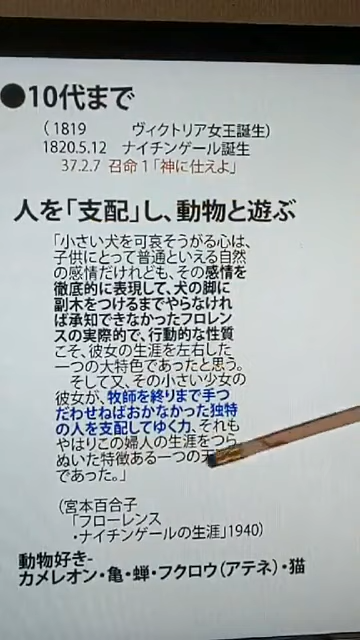 ●10代まで
（1819　ヴィクトリア女王誕生）
1820.5.12　ナイチンゲール誕生
37.2.7 召命1「神に仕えよ」
人を「支配」し、動物と遊ぶ
「小さい犬を可哀そうがる心は、
子供にとって普通といえる自然
の感情だけれども、その感情を
徹底的に表現して、犬の脚に
副木をつけるまでやらなけれ
ば承知できなかったフロレン
スの実際的で、行動的な性質
こそ、彼女の生涯を左右した
一つの大特色であったと思う。
そして又、その小さい少女の
彼女が、牧師を終りまで手つ
だわせねばおかなかった独特
の人を支配してゆく力、それも
やはりこの婦人の生涯をつら
ぬいた特徴ある一つの天
であった。」
（宮本百合子
「フローレンス
・ナイチンゲールの生涯」1940）
動物好き-
カメレオン・亀・蝉・フクロウ（アテネ）・猫